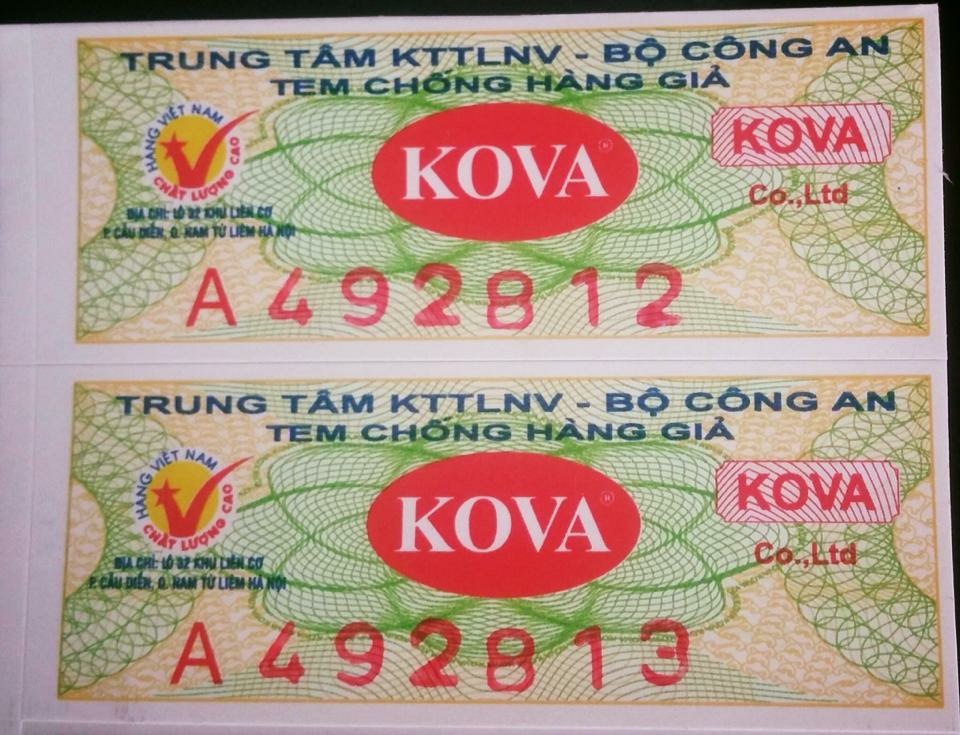 TRUNG TÂM KTTLNV - BỘ CÔNG AN
TEM CHỐNG HÀNG GIẢ
HÀNG VIỆT NAM
CHẤT LƯỢNG CAO
KOVA ®
KOVA
Co.,Ltd
ĐỊA CHỈ: LÔ 32 KHU LIÊN CƠ
P. CẦU DIỄN, Q. NAM TỪ LIÊM HÀ NỘI
A 492812
TRUNG TÂM KTTLNV - BỘ CÔNG AN
TEM CHỐNG HÀNG GIẢ
HÀNG VIỆT NAM
CHẤT LƯỢNG CAO
KOVA ®
KOVA
Co.,Ltd
ĐỊA CHỈ: LÔ 32 KHU LIÊN CƠ
P. CẦU DIỄN, Q. NAM TỪ LIÊM HÀ NỘI
A 492813